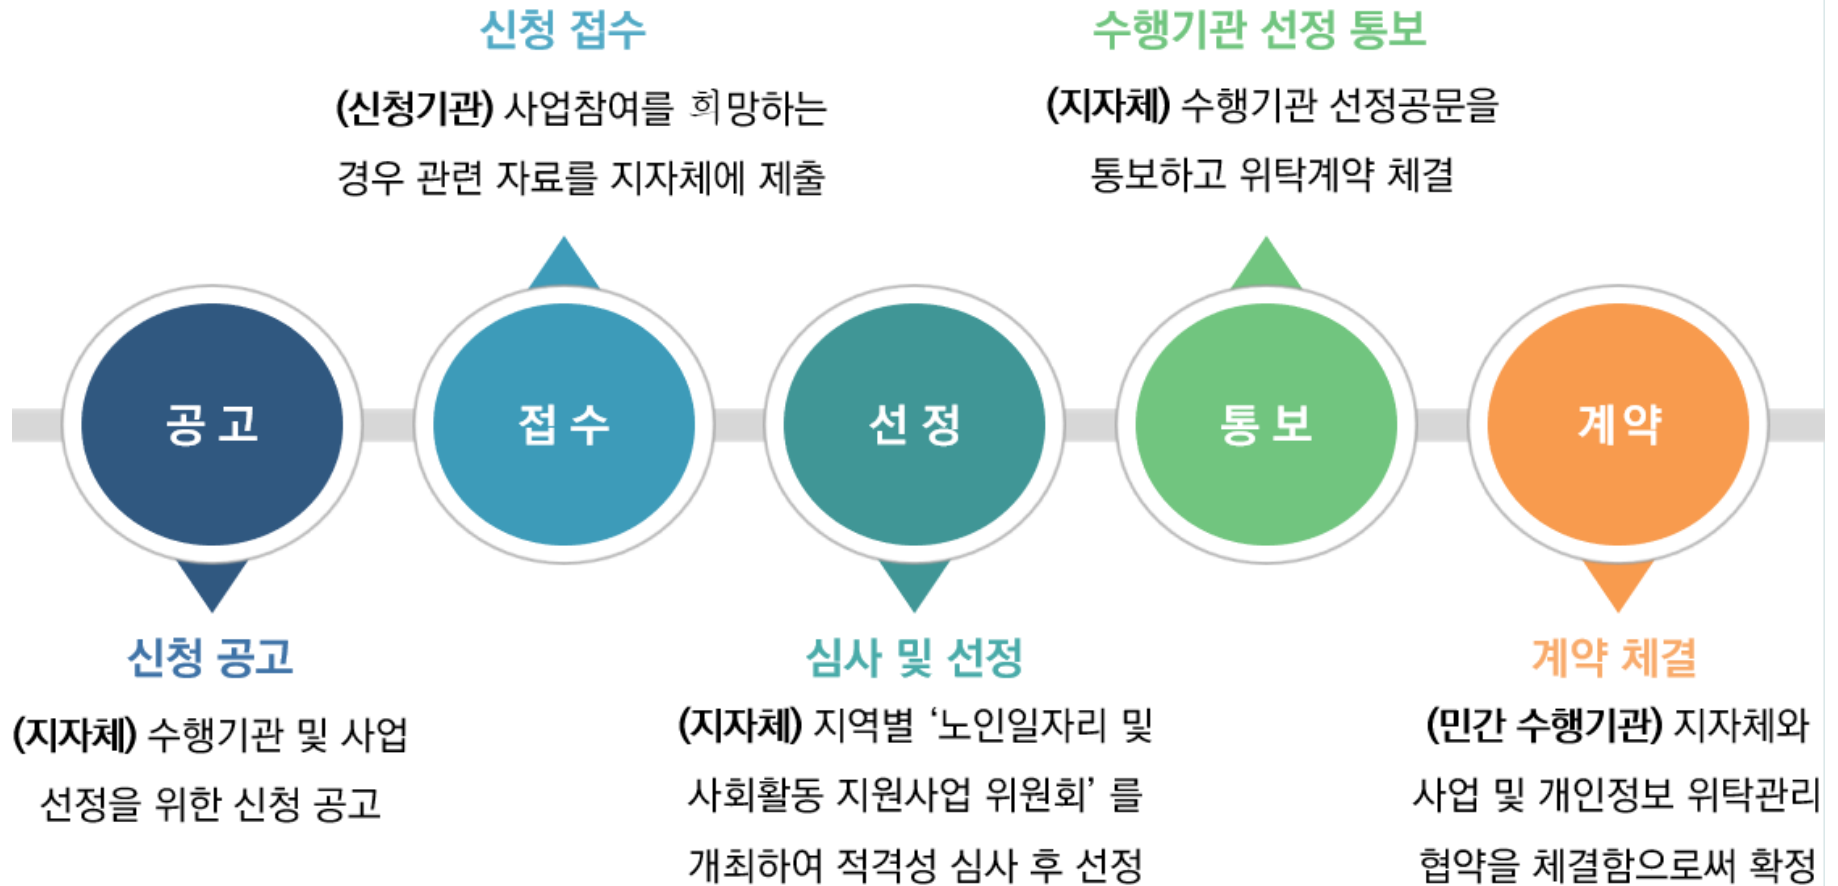 신청 접수
(신청기관) 사업참여를 희망하는
경우 관련 자료를 지자체에 제출
수행기관 선정 통보
(지자체) 수행기관 선정공문을
통보하고 위탁계약 체결
공 고
접 수
선 정
통 보
계약
신청 공고
(지자체) 수행기관 및 사업
선정을 위한 신청 공고
심사 및 선정
(지자체) 지역별 ‘노인일자리 및
사회활동 지원사업 위원회’ 를
개최하여 적격성 심사 후 선정
계약 체결
(민간 수행기관) 지자체와
사업 및 개인정보 위탁관리
협약을 체결함으로써 확정